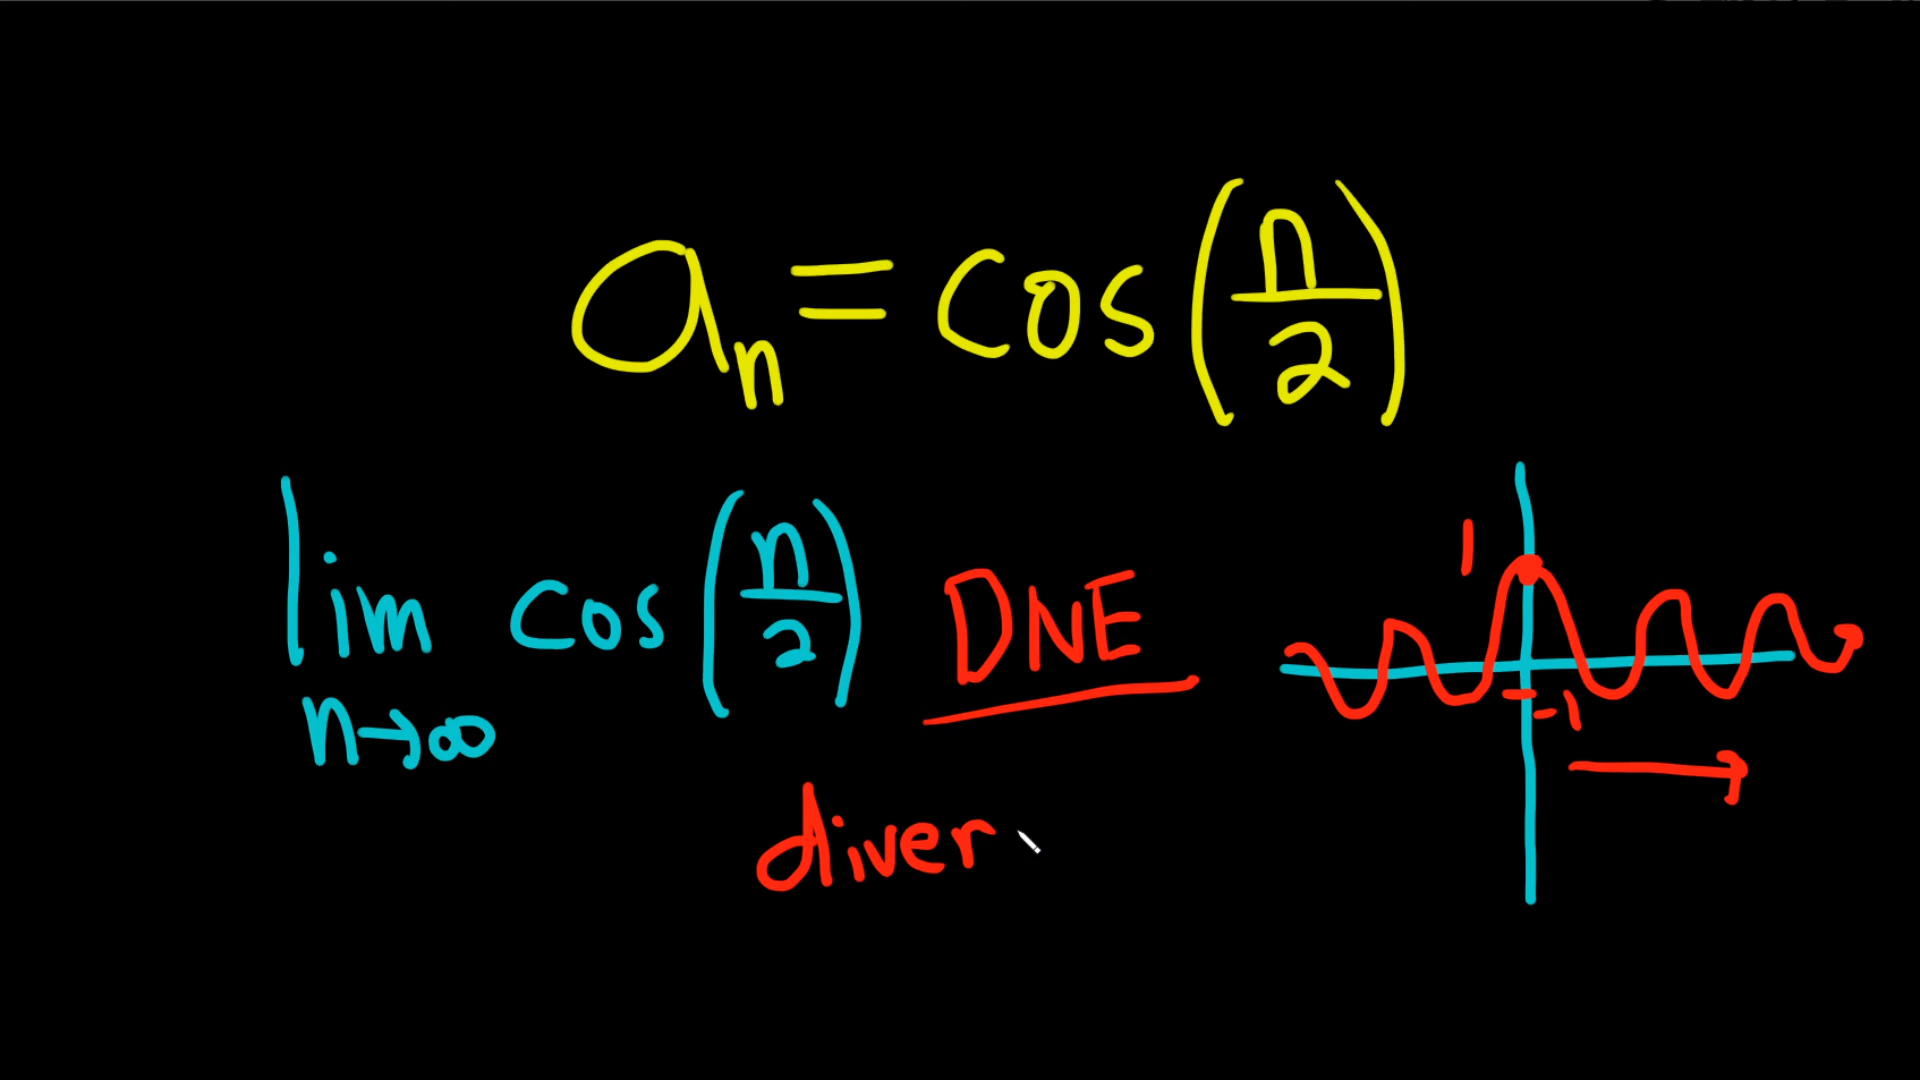 aₙ = cos(n/2)
lim n→∞ cos(n/2) DNE
1
-1
diver